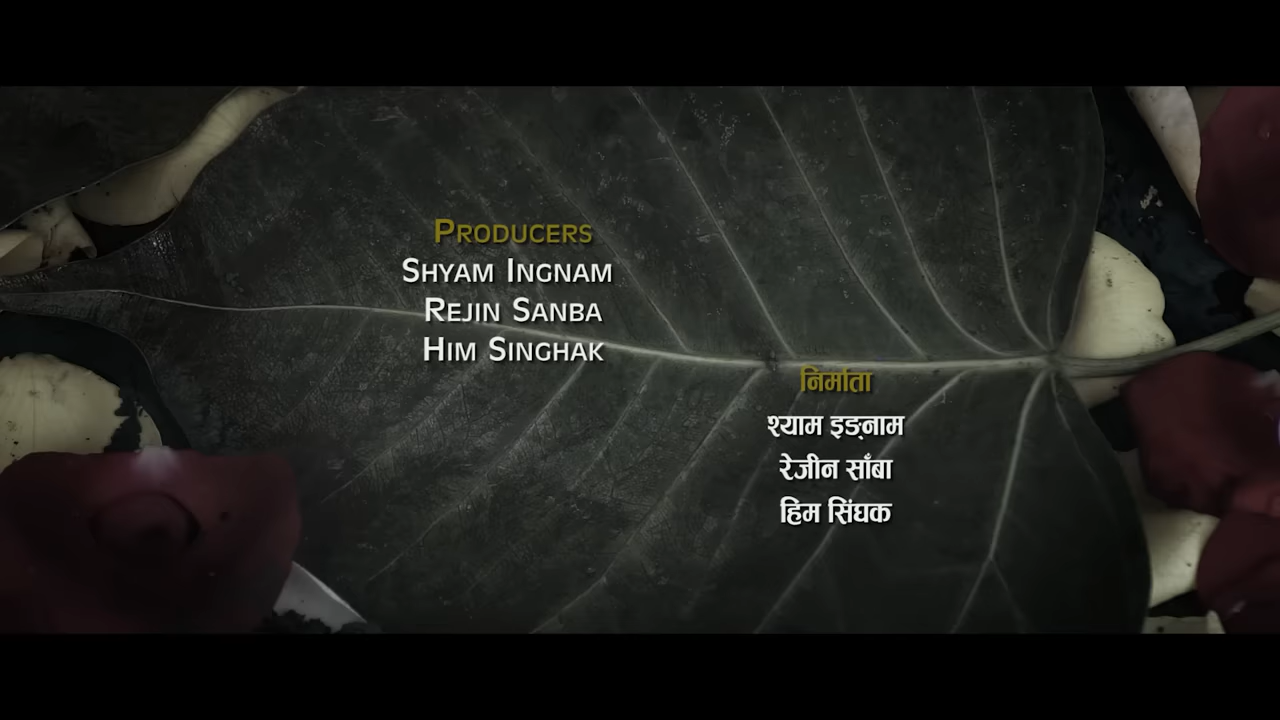 Producers
Shyam Ingnam
Rejin Sanba
Him Singhak
निर्माता
श्याम इङ्नाम
रेजीन साँबा
हिम सिंघक